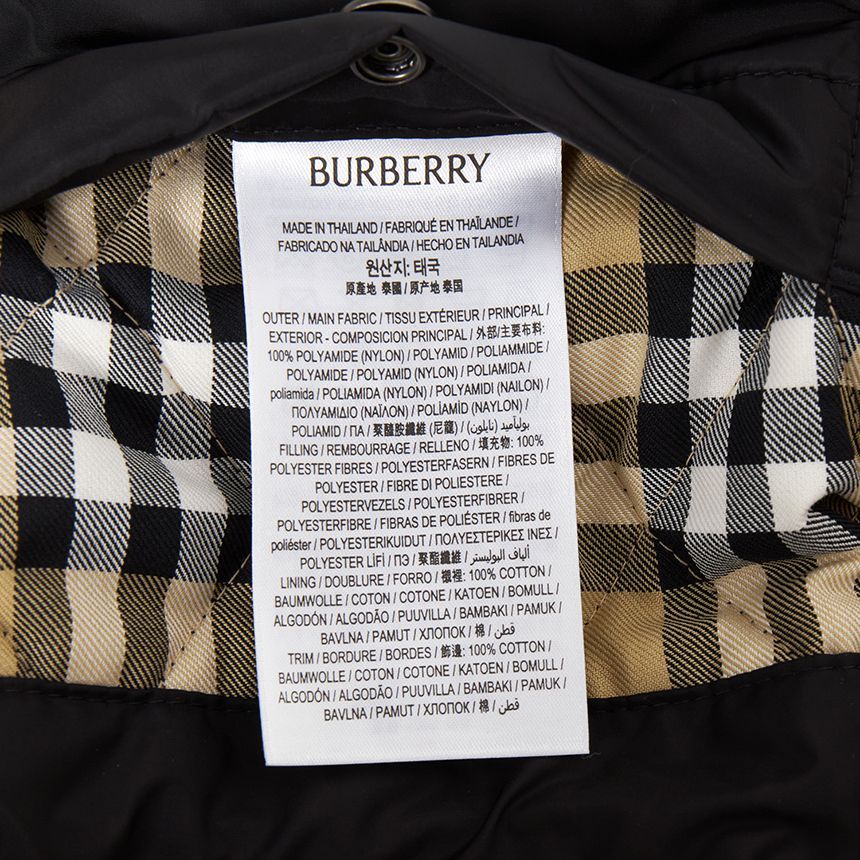 BURBERRY
MADE IN THAILAND / FABRIQUÉ EN THAÏLANDE /
FABRICADO NA TAILÂNDIA / HECHO EN TAILANDIA
원산지: 태국
原產地 泰國 / 原产地 泰国
OUTER / MAIN FABRIC / TISSU EXTÉRIEUR / PRINCIPAL /
EXTERIOR - COMPOSICION PRINCIPAL / 外部/主要布料:
100% POLYAMIDE (NYLON) / POLYAMID / POLIAMMIDE /
POLYAMIDE / POLYAMID (NYLON) / POLIAMIDA /
poliamida / POLIAMIDA (NYLON) / POLYAMIDI (NAILON) /
ΠΟΛΥΑΜΙΔΙΟ (ΝΑΪΛΟΝ) / POLİAMİD (NAYLON) /
POLIAMID / ПА / 聚醯胺纖維 (尼龍) / بولياميد (نايلون)
FILLING / REMBOURRAGE / RELLENO / 填充物: 100%
POLYESTER FIBRES / POLYESTERFASERN / FIBRES DE
POLYESTER / FIBRE DI POLIESTERE /
POLYESTERVEZELS / POLYESTERFIBRER /
POLYESTERFIBRE / FIBRAS DE POLIÉSTER / fibras de
poliéster / POLYESTERIKUIDUT / ΠΟΛΥΕΣΤΕΡΙΚΕΣ ΙΝΕΣ /
POLYESTER LİFİ / ПЭ / 聚酯纖維 / ألياف البوليستر
LINING / DOUBLURE / FORRO / 襯裡: 100% COTTON /
BAUMWOLLE / COTON / COTONE / KATOEN / BOMULL /
ALGODÓN / ALGODÃO / PUUVILLA / BAMBAKI / PAMUK /
BAVLNA / PAMUT / ХЛОПОК / 棉 / قطن
TRIM / BORDURE / BORDES / 飾邊: 100% COTTON /
BAUMWOLLE / COTON / COTONE / KATOEN / BOMULL /
ALGODÓN / ALGODÃO / PUUVILLA / BAMBAKI / PAMUK /
BAVLNA / PAMUT / ХЛОПОК / 棉 / قطن